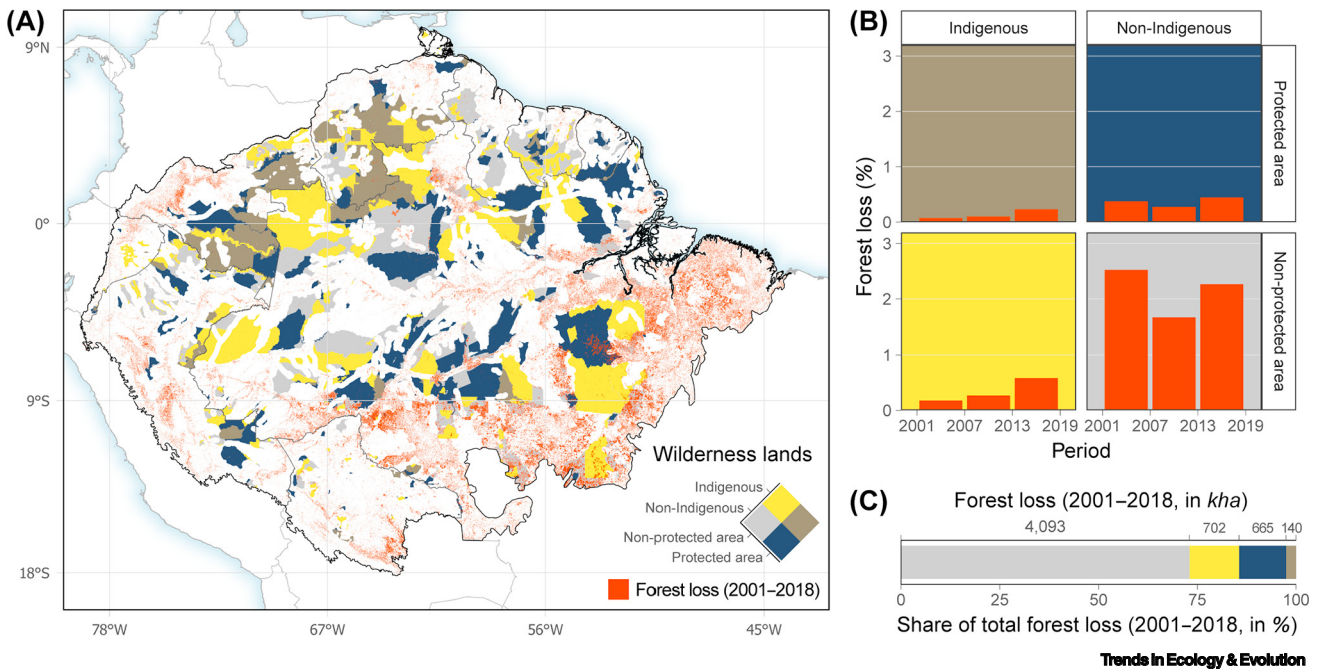 (A)
9°N
0°
9°S
18°S
78°W
67°W
56°W
45°W
Wilderness lands
Indigenous
Non-Indigenous
Non-protected area
Protected area
Forest loss (2001–2018)
(B)
Indigenous
Non-Indigenous
Protected area
Non-protected area
Forest loss (%)
3
2
1
0
3
2
1
0
2001 2007 2013 2019
2001 2007 2013 2019
Period
(C)
Forest loss (2001–2018, in kha)
4,093 702 665 140
0 25 50 75 100
Share of total forest loss (2001–2018, in %)
Trends in Ecology & Evolution